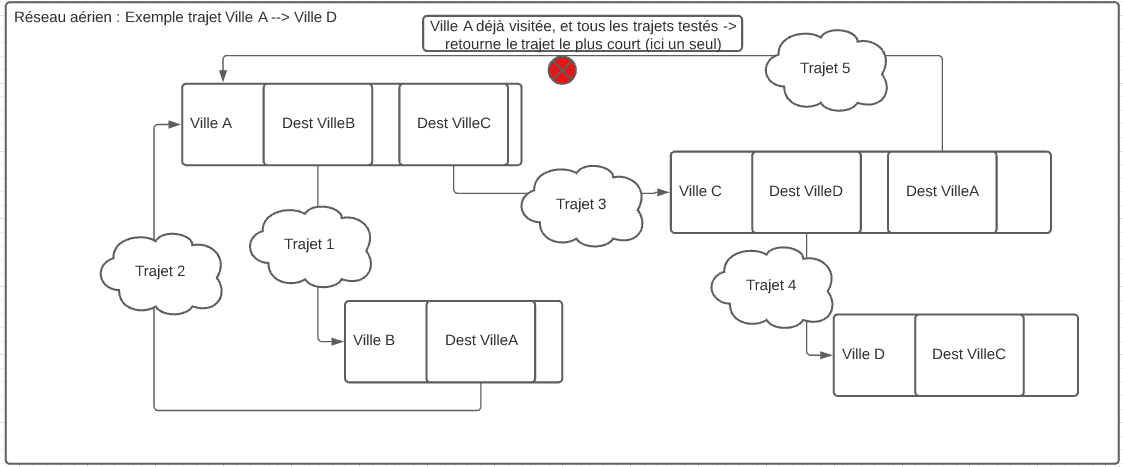 Réseau aérien : Exemple trajet Ville A --> Ville D
Ville A déjà visitée, et tous les trajets testés ->
retourne le trajet le plus court (ici un seul)
Trajet 5
Ville A
Dest VilleB
Dest VilleC
Ville C
Dest VilleD
Dest VilleA
Trajet 3
Trajet 1
Trajet 2
Trajet 4
Ville B
Dest VilleA
Ville D
Dest VilleC